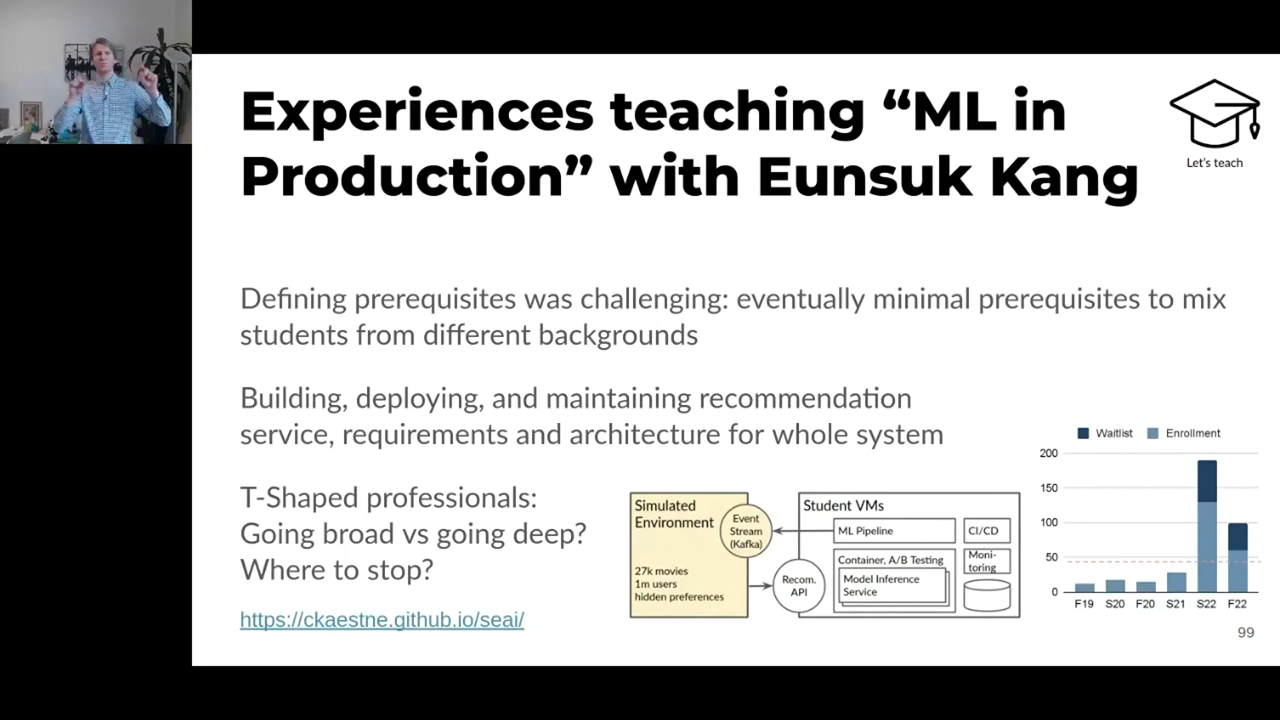 Experiences teaching “ML in
Production” with Eunsuk Kang
Let’s teach
Defining prerequisites was challenging: eventually minimal prerequisites to mix
students from different backgrounds
Building, deploying, and maintaining recommendation
service, requirements and architecture for whole system
T-Shaped professionals:
Going broad vs going deep?
Where to stop?
https://ckaestne.github.io/seai/
Simulated
Environment
27k movies
1m users
hidden preferences
Event
Stream
(Kafka)
Recom.
API
Student VMs
ML Pipeline
CI/CD
Container, A/B Testing
Model Inference
Service
Moni-
toring
Waitlist
Enrollment
200
150
100
50
0
F19 S20 F20 S21 S22 F22
99